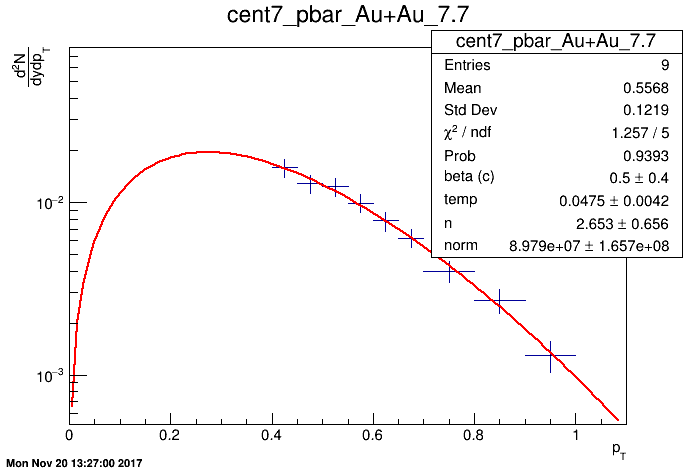 cent7_pbar_Au+Au_7.7
d²N
dydp_T
cent7_pbar_Au+Au_7.7
Entries 9
Mean 0.5568
Std Dev 0.1219
χ² / ndf 1.257 / 5
Prob 0.9393
beta (c) 0.5 ± 0.4
temp 0.0475 ± 0.0042
n 2.653 ± 0.656
norm 8.979e+07 ± 1.657e+08
10⁻²
10⁻³
0 0.2 0.4 0.6 0.8 1
p_T
Mon Nov 20 13:27:00 2017